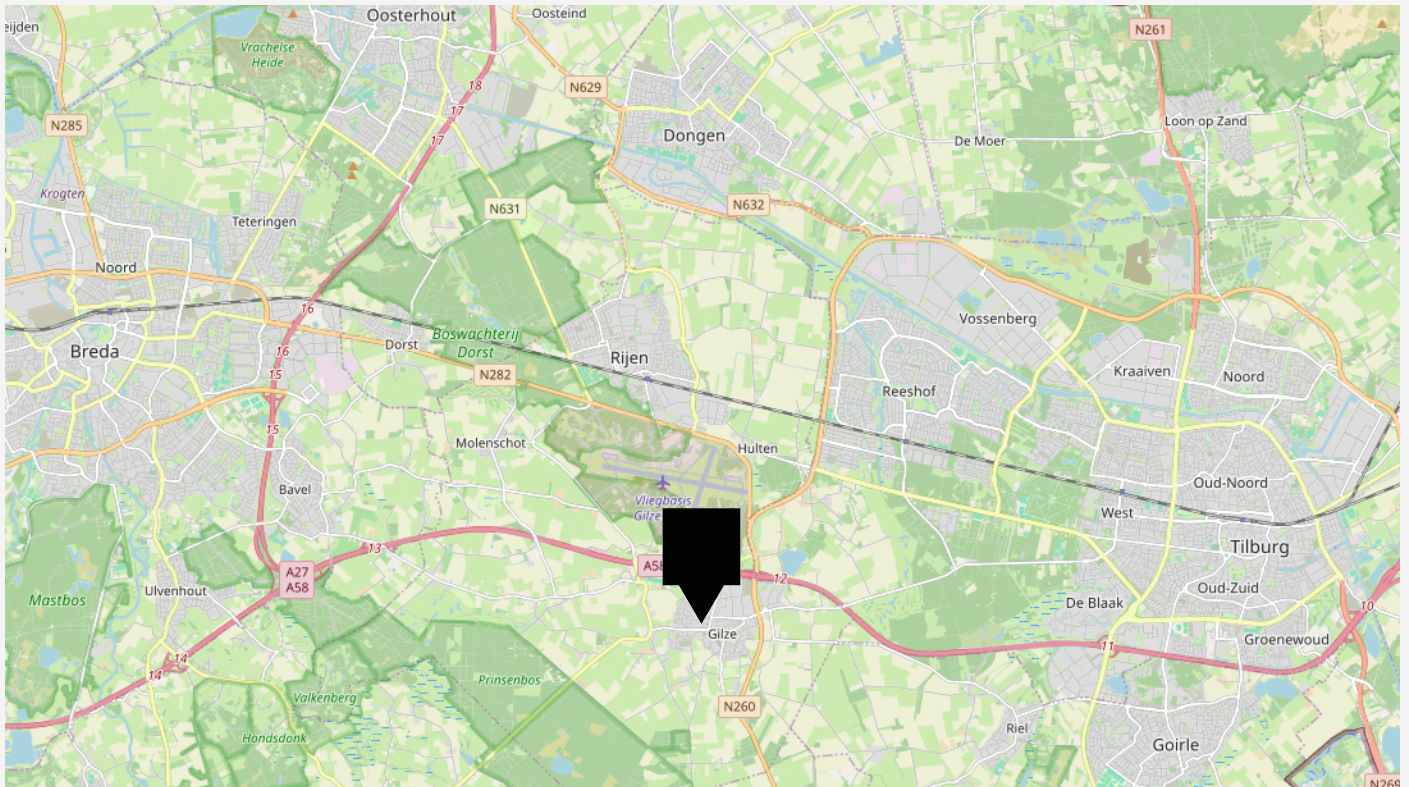 Oosterhout
Oosteind
N261
Vrachelse
Heide
18
N629
17
N285
17
Dongen
De Moer
Loon op Zand
Krogten
N631
N632
Teteringen
Noord
16
Vossenberg
Boswachterij
Dorst
Dorst
Breda
16
Rijen
Kraaiven
Noord
15
N282
Reeshof
15
Molenschot
Hulten
Bavel
Vliegbasis
Gilze
Oud-Noord
West
13
Tilburg
A27
A58
A58
12
Ulvenhout
Mastbos
Oud-Zuid
De Blaak
10
Gilze
Groenewoud
11
14
14
Prinsenbos
Valkenberg
N260
Riel
Hondsdonk
Goirle
N269